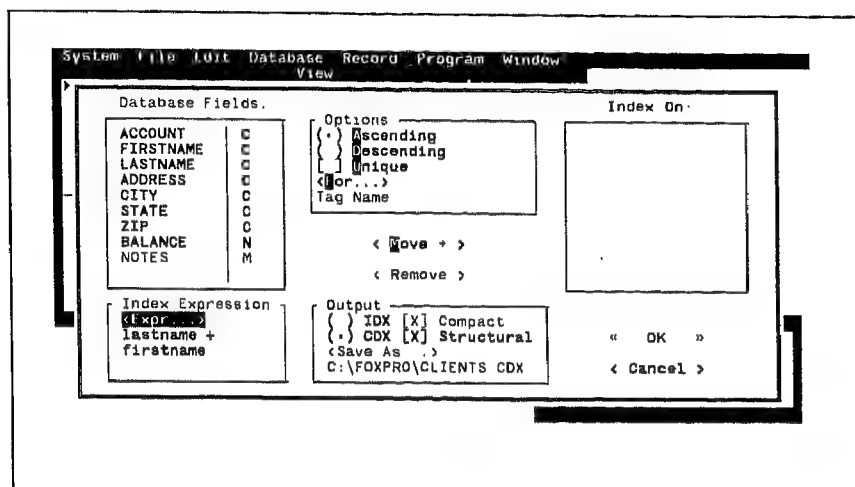 System File Edit Database Record Program Window
View
Database Fields.
ACCOUNT C
FIRSTNAME C
LASTNAME C
ADDRESS C
CITY C
STATE C
ZIP C
BALANCE N
NOTES M
Options
(·) Ascending
( ) Descending
[ ] Unique
<For...>
Tag Name
< Move → >
< Remove >
Index On·
Index Expression
<Expr...>
lastname +
firstname
Output
( ) IDX [X] Compact
(·) CDX [X] Structural
<Save As .>
C:\FOXPRO\CLIENTS CDX
« OK »
< Cancel >